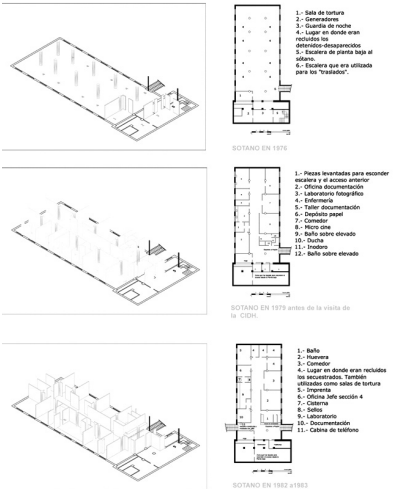 1.- Sala de tortura
2.- Generadores
3.- Guardia de noche
4.- Lugar en donde eran
recluidos los
detenidos-desaparecidos
5.- Escalera de planta baja al
sótano.
6.- Escalera que era utilizada
para los "traslados".
SOTANO EN 1976
1.- Piezas levantadas para esconder
escalera y el acceso anterior
2.- Oficina documentación
3.- Laboratorio fotográfico
4.- Enfermería
5.- Taller documentación
6.- Depósito papel
7.- Comedor
8.- Micro cine
9.- Baño sobre elevado
10.- Ducha
11.- Inodoro
12.- Baño sobre elevado
SOTANO EN 1979 antes de la visita de
la CIDH.
1.- Baño
2.- Huevera
3.- Comedor
4.- Lugar en donde eran recluidos
los secuestrados. También
utilizadas como salas de tortura
5.- Imprenta
6.- Oficina Jefe sección 4
7.- Cisterna
8.- Sellos
9.- Laboratorio
10.- Documentación
11.- Cabina de teléfono
SOTANO EN 1982 a1983